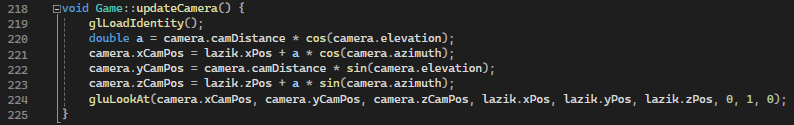 218 void Game::updateCamera() {
219 glLoadIdentity();
220 double a = camera.camDistance * cos(camera.elevation);
221 camera.xCamPos = lazik.xPos + a * cos(camera.azimuth);
222 camera.yCamPos = camera.camDistance * sin(camera.elevation);
223 camera.zCamPos = lazik.zPos + a * sin(camera.azimuth);
224 gluLookAt(camera.xCamPos, camera.yCamPos, camera.zCamPos, lazik.xPos, lazik.yPos, lazik.zPos, 0, 1, 0);
225 }